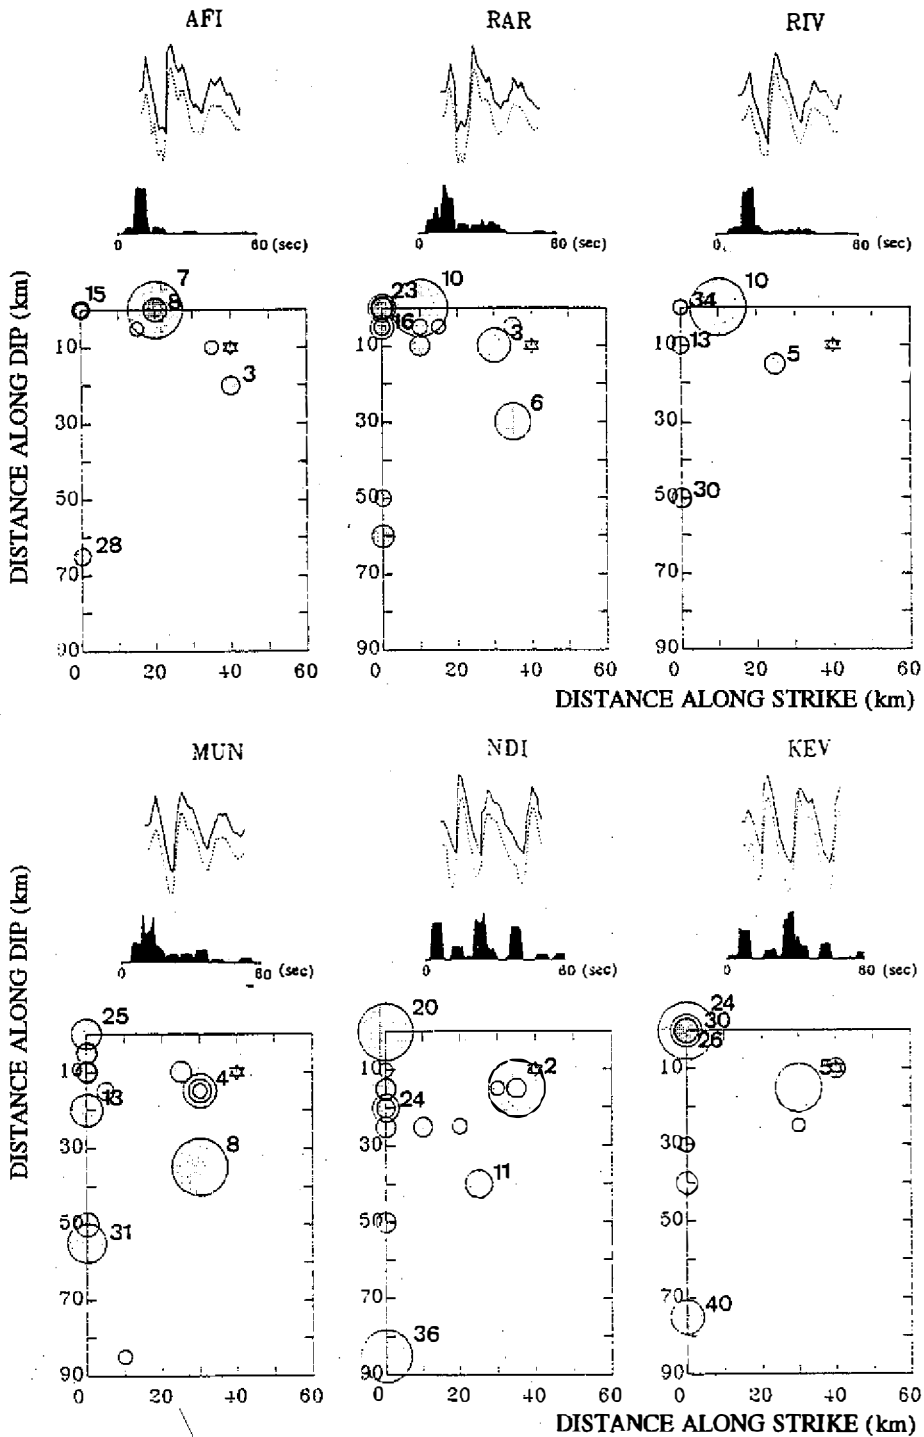 AFI RAR RIV
0 60 (sec) 0 60 (sec) 0 60 (sec)
DISTANCE ALONG DIP (km)
15 7 8 3 28
10 30 50 70 90
0 20 40 60
23 10 16 3 6
10 30 50 70 90
0 20 40 60
34 10 13 5 30
10 30 50 70 90
0 20 40 60
DISTANCE ALONG STRIKE (km)
MUN NDI KEV
0 60 (sec) 0 60 (sec) 0 60 (sec)
DISTANCE ALONG DIP (km)
25 4 13 8 31
10 30 50 70 90
0 20 40 60
20 2 24 11 36
10 30 50 70 90
0 20 40 60
24 30 26 5 40
10 30 50 70 90
0 20 40 60
DISTANCE ALONG STRIKE (km)